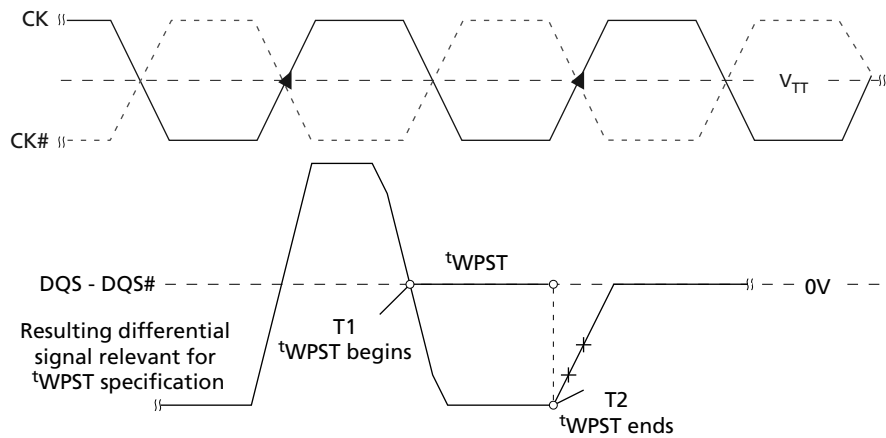 CK
V_TT
CK#
tWPST
DQS - DQS#
0V
Resulting differential
signal relevant for
tWPST specification
T1
tWPST begins
T2
tWPST ends